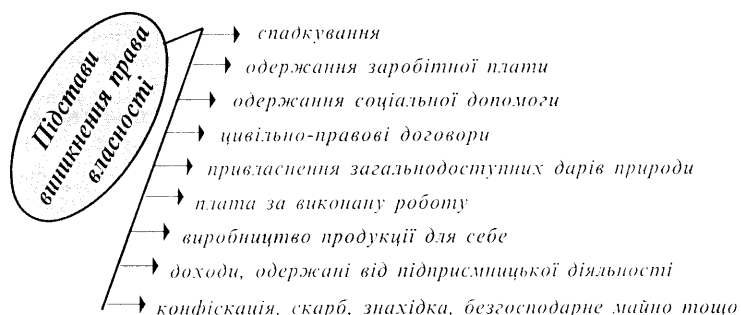 Підстави
виникнення права
власності
спадкування
одержання заробітної плати
одержання соціальної допомоги
цивільно-правові договори
привласнення загальнодоступних дарів природи
плата за виконану роботу
виробництво продукції для себе
доходи, одержані від підприємницької діяльності
конфіскація, скарб, знахідка, безгосподарне майно тощо